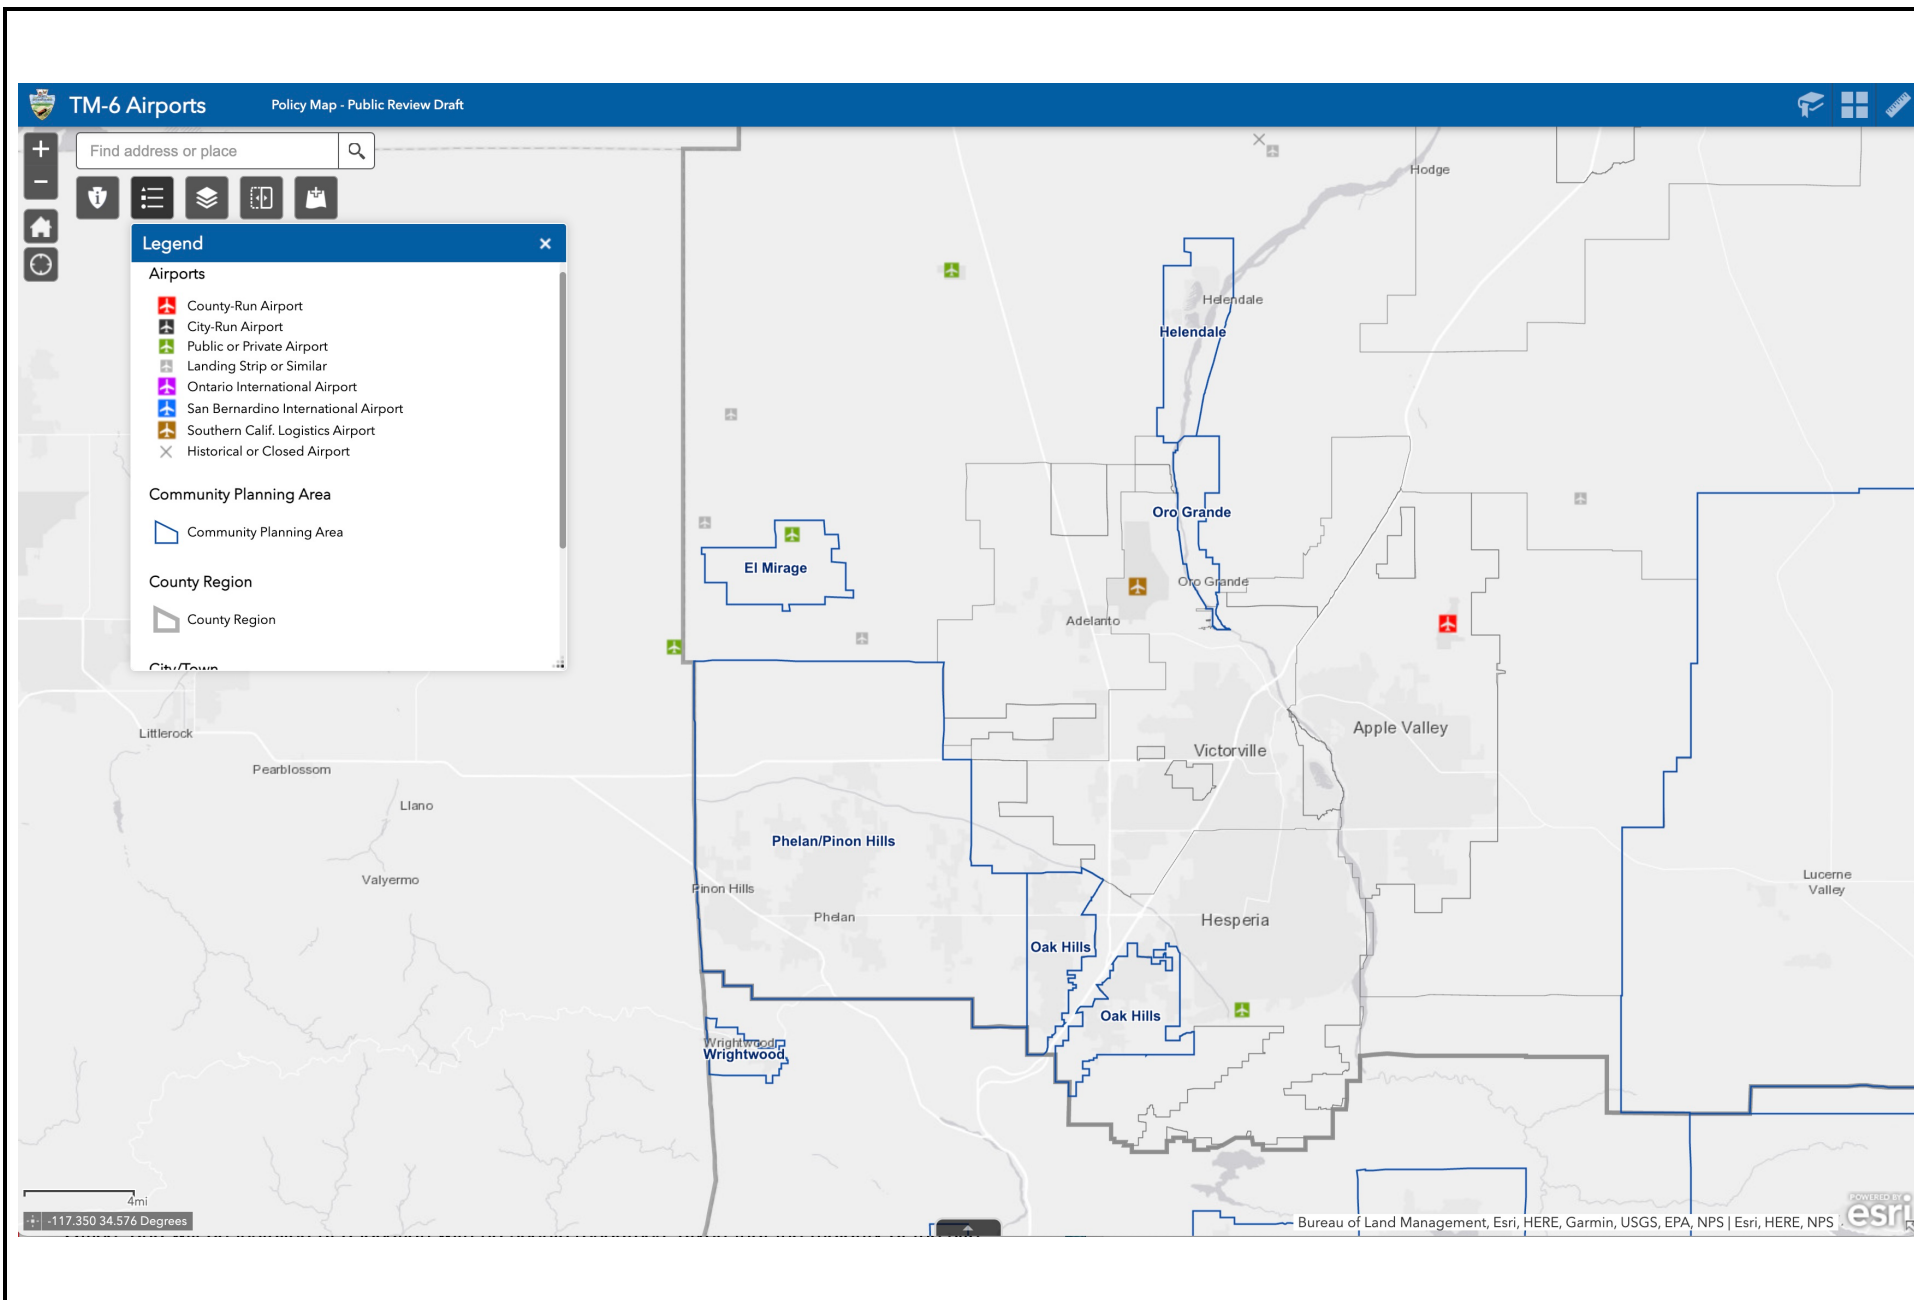 TM-6 Airports
Policy Map - Public Review Draft
+
Find address or place
−
Legend
×
Airports
County-Run Airport
City-Run Airport
Public or Private Airport
Landing Strip or Similar
Ontario International Airport
San Bernardino International Airport
Southern Calif. Logistics Airport
Historical or Closed Airport
Community Planning Area
Community Planning Area
County Region
County Region
City/Town
Hodge
Helendale
Helendale
Oro Grande
El Mirage
Oro Grande
Adelanto
Littlerock
Apple Valley
Victorville
Pearblossom
Llano
Phelan/Pinon Hills
Valyermo
Pinon Hills
Lucerne
Valley
Phelan
Hesperia
Oak Hills
Oak Hills
Wrightwood
Wrightwood
4mi
-117.350 34.576 Degrees
POWERED BY
esri
Bureau of Land Management, Esri, HERE, Garmin, USGS, EPA, NPS | Esri, HERE, NPS